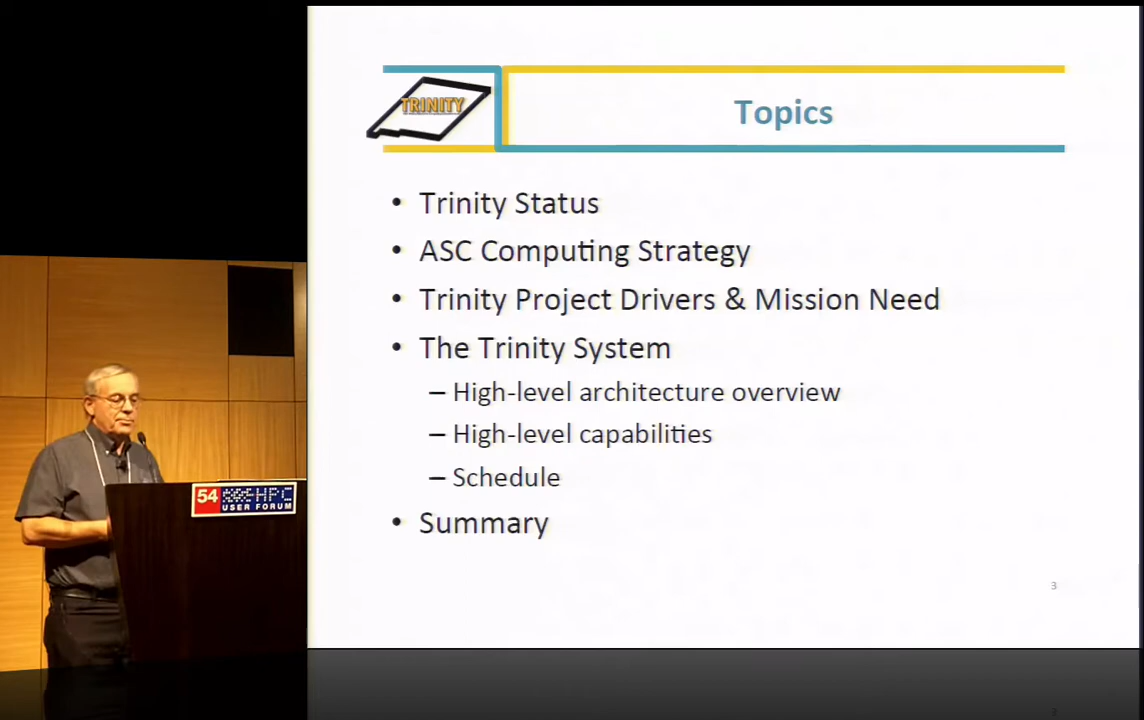 TRINITY
Topics
• Trinity Status
• ASC Computing Strategy
• Trinity Project Drivers & Mission Need
• The Trinity System
– High-level architecture overview
– High-level capabilities
– Schedule
• Summary
3
54 HPC
USER FORUM